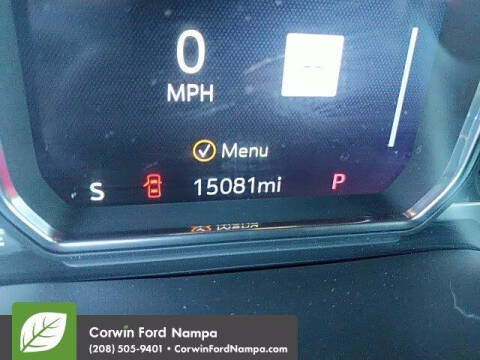 0
MPH
Menu
S 15081mi P
Corwin Ford Nampa
(208) 505-9401 • CorwinFordNampa.com